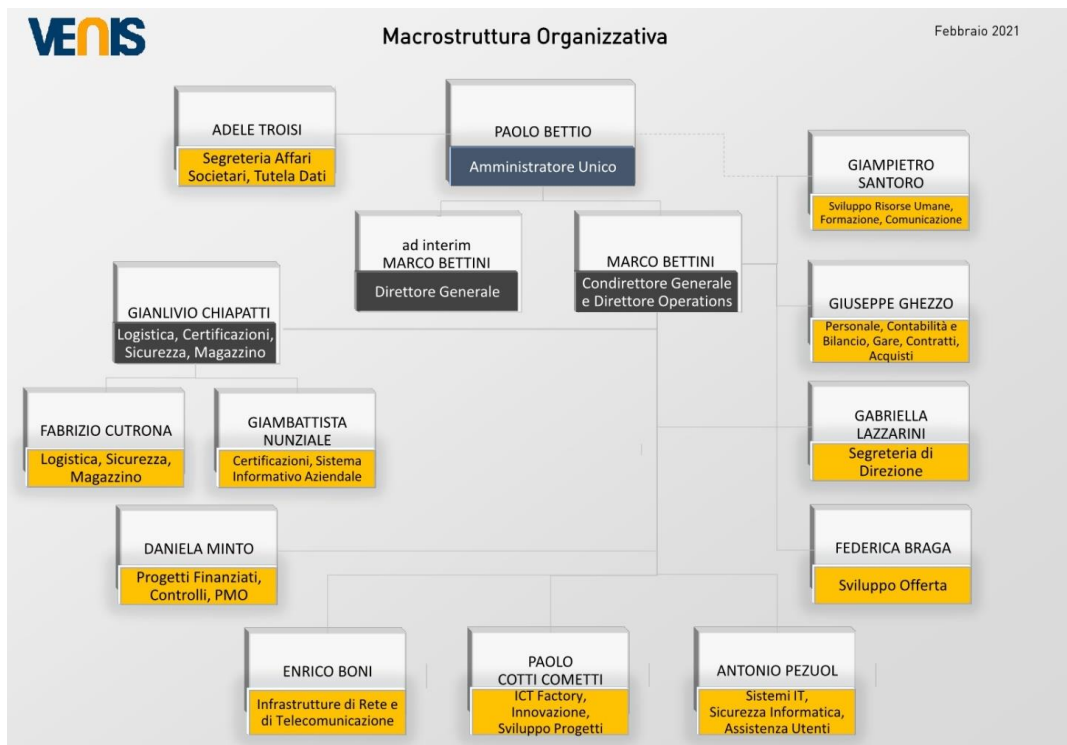 VENIS
Macrostruttura Organizzativa
Febbraio 2021
ADELE TROISI
Segreteria Affari
Societari, Tutela Dati
PAOLO BETTIO
Amministratore Unico
GIAMPIETRO
SANTORO
Sviluppo Risorse Umane,
Formazione, Comunicazione
ad interim
MARCO BETTINI
Direttore Generale
MARCO BETTINI
Condirettore Generale
e Direttore Operations
GIANLIVIO CHIAPATTI
Logistica, Certificazioni,
Sicurezza, Magazzino
GIUSEPPE GHEZZO
Personale, Contabilità e
Bilancio, Gare, Contratti,
Acquisti
FABRIZIO CUTRONA
Logistica, Sicurezza,
Magazzino
GIAMBATTISTA
NUNZIALE
Certificazioni, Sistema
Informativo Aziendale
GABRIELLA
LAZZARINI
Segreteria di
Direzione
DANIELA MINTO
Progetti Finanziati,
Controlli, PMO
FEDERICA BRAGA
Sviluppo Offerta
ENRICO BONI
Infrastrutture di Rete e
di Telecomunicazione
PAOLO
COTTI COMETTI
ICT Factory,
Innovazione,
Sviluppo Progetti
ANTONIO PEZUOL
Sistemi IT,
Sicurezza Informatica,
Assistenza Utenti